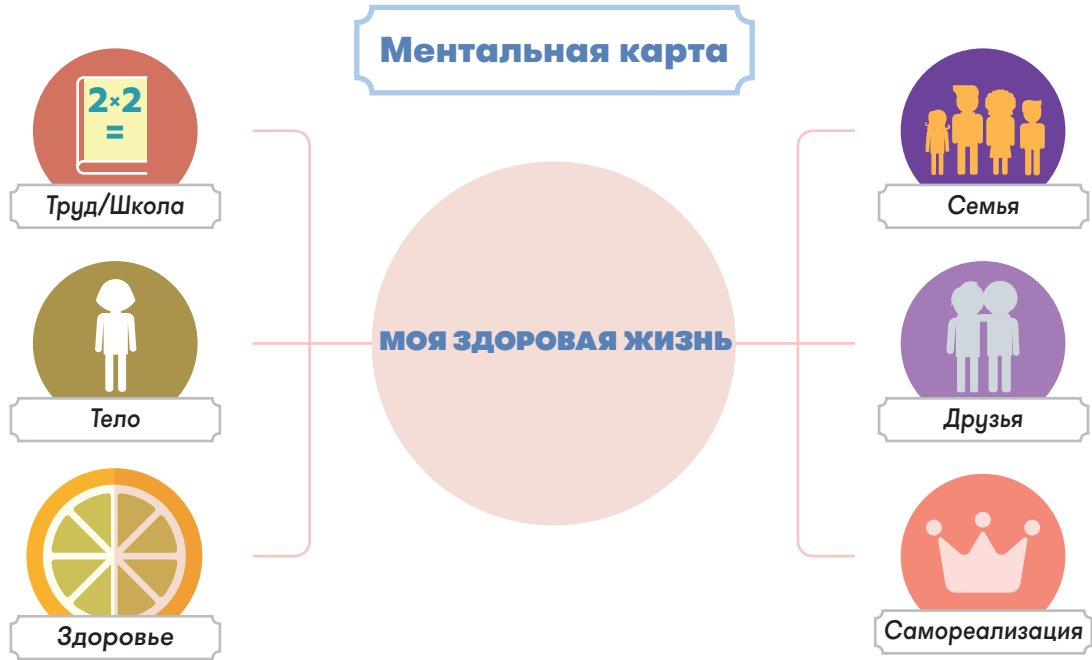 Ментальная карта
2×2
=
Труд/Школа
Семья
МОЯ ЗДОРОВАЯ ЖИЗНЬ
Тело
Друзья
Здоровье
Самореализация